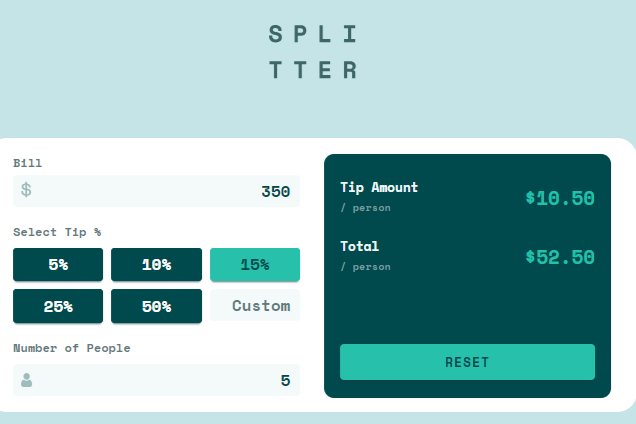 SPLI
TTER
Bill
$ 350
Select Tip %
5% 10% 15%
25% 50% Custom
Number of People
5
Tip Amount
/ person
$10.50
Total
/ person
$52.50
RESET